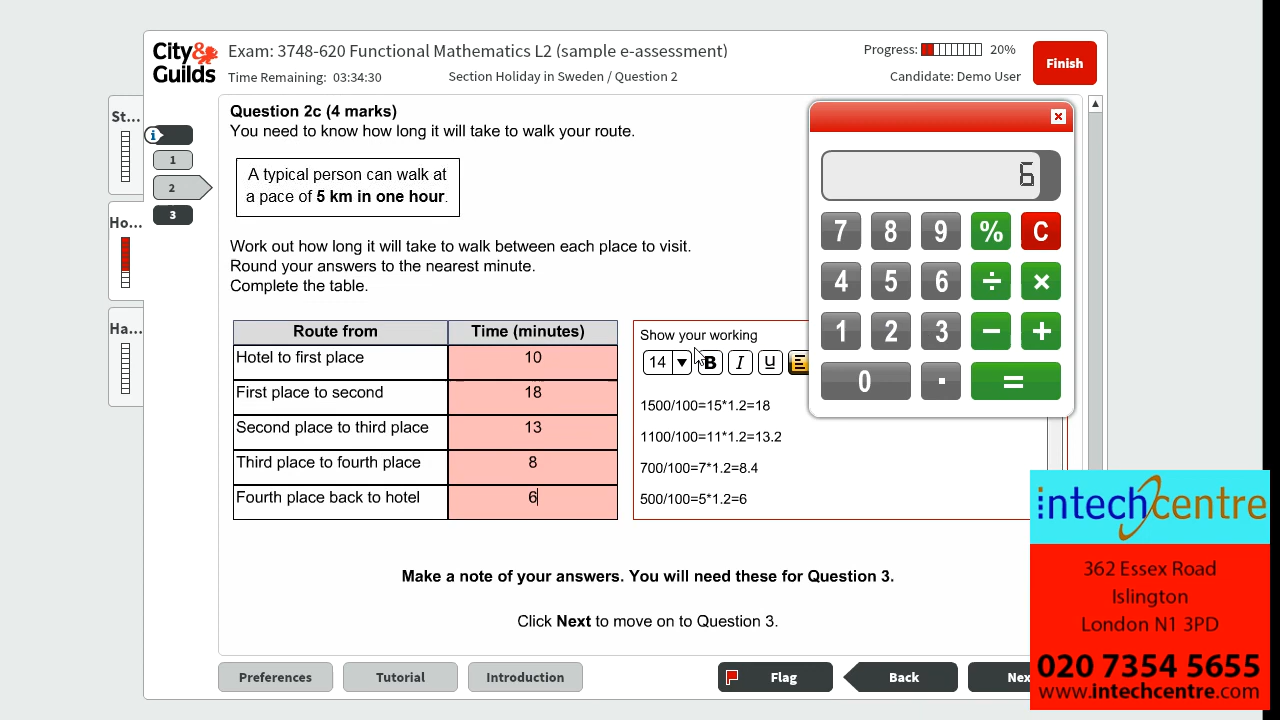 City&
Guilds
Exam: 3748-620 Functional Mathematics L2 (sample e-assessment)
Time Remaining: 03:34:30
Section Holiday in Sweden / Question 2
Progress:
20%
Candidate: Demo User
Finish
St...
Ho...
Ha...
i
1
2
3
Question 2c (4 marks)
You need to know how long it will take to walk your route.
A typical person can walk at
a pace of 5 km in one hour.
Work out how long it will take to walk between each place to visit.
Round your answers to the nearest minute.
Complete the table.
Route from Time (minutes)
Hotel to first place 10
First place to second 18
Second place to third place 13
Third place to fourth place 8
Fourth place back to hotel 6
Show your working
14 B I U
1500/100=15*1.2=18
1100/100=11*1.2=13.2
700/100=7*1.2=8.4
500/100=5*1.2=6
6
7 8 9 % C
4 5 6 ÷ ×
1 2 3 − +
0 . =
Make a note of your answers. You will need these for Question 3.
Click Next to move on to Question 3.
Preferences
Tutorial
Introduction
Flag
Back
Nex
intechcentre
362 Essex Road
Islington
London N1 3PD
020 7354 5655
www.intechcentre.com